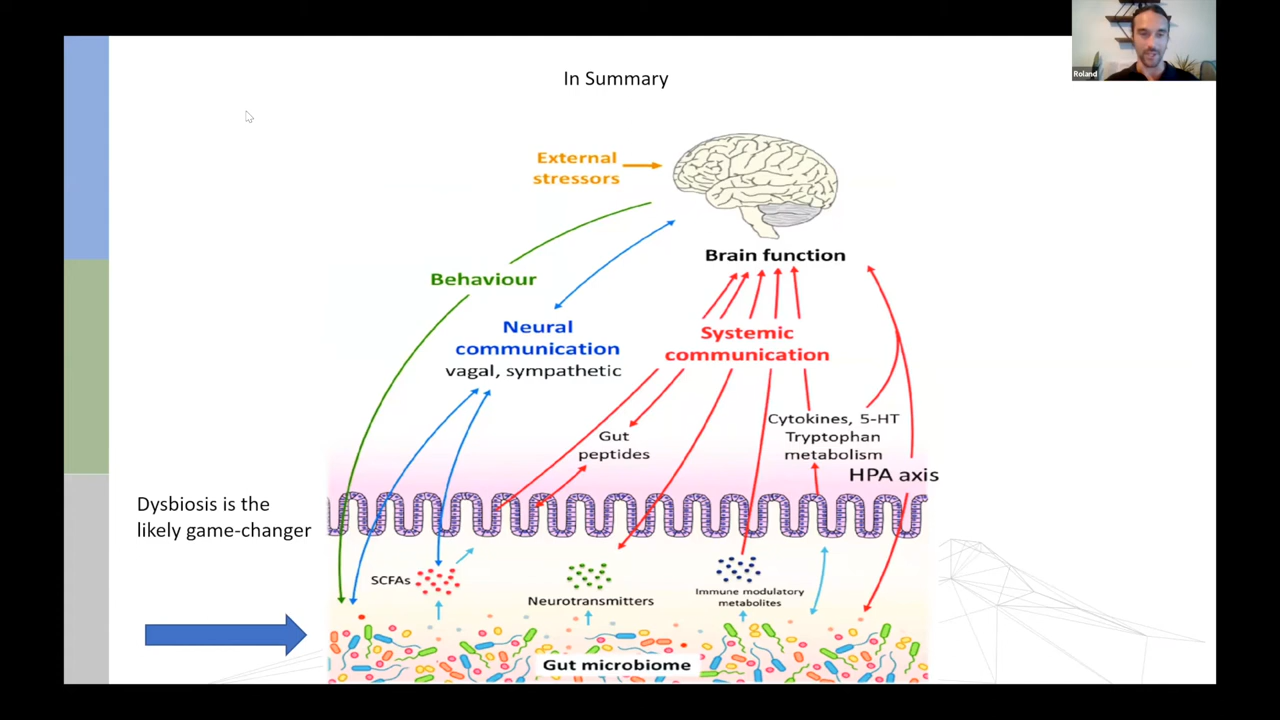 Roland
In Summary
External
stressors
Brain function
Behaviour
Neural
communication
vagal, sympathetic
Systemic
communication
Gut
peptides
Cytokines, 5-HT
Tryptophan
metabolism
HPA axis
Dysbiosis is the
likely game-changer
SCFAs
Neurotransmitters
Immune modulatory
metabolites
Gut microbiome